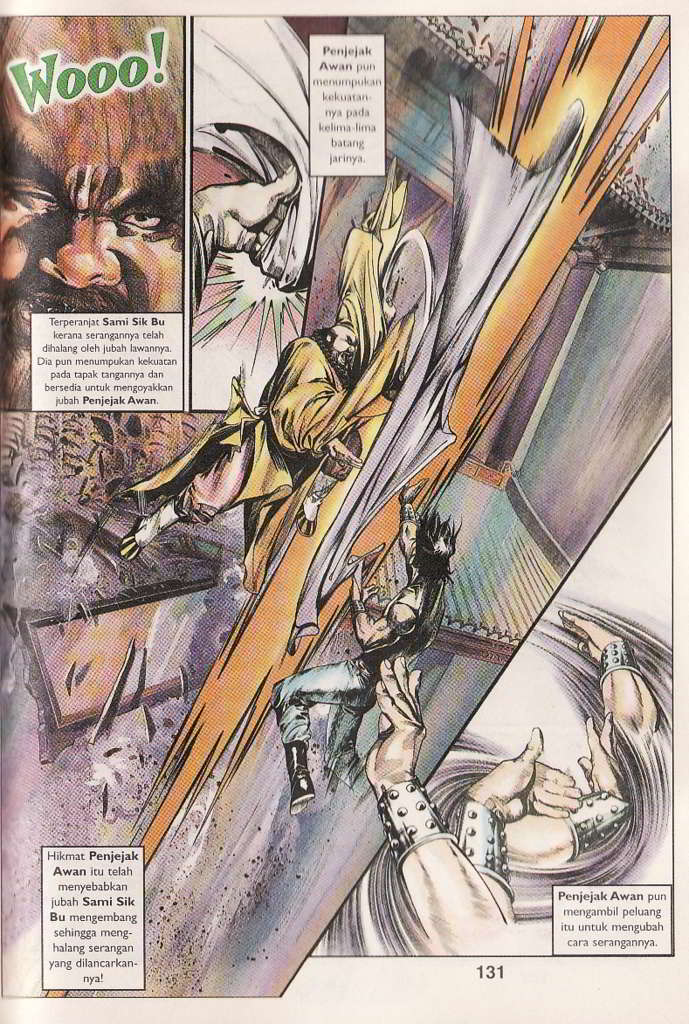 Wooo!
Terperanjat Sami Sik Bu
kerana serangannya telah
dihalang oleh jubah lawannya.
Dia pun menumpukan kekuatan
pada tapak tangannya dan
bersedia untuk mengoyakkan
jubah Penjejak Awan.
Penjejak
Awan pun
menumpukan
kekuatan-
nya pada
kelima-lima
batang
jarinya.
Hikmat Penjejak
Awan itu telah
menyebabkan
jubah Sami Sik
Bu mengembang
sehingga meng-
halang serangan
yang dilancarkan-
nya!
Penjejak Awan pun
mengambil peluang
itu untuk mengubah
cara serangannya.
131